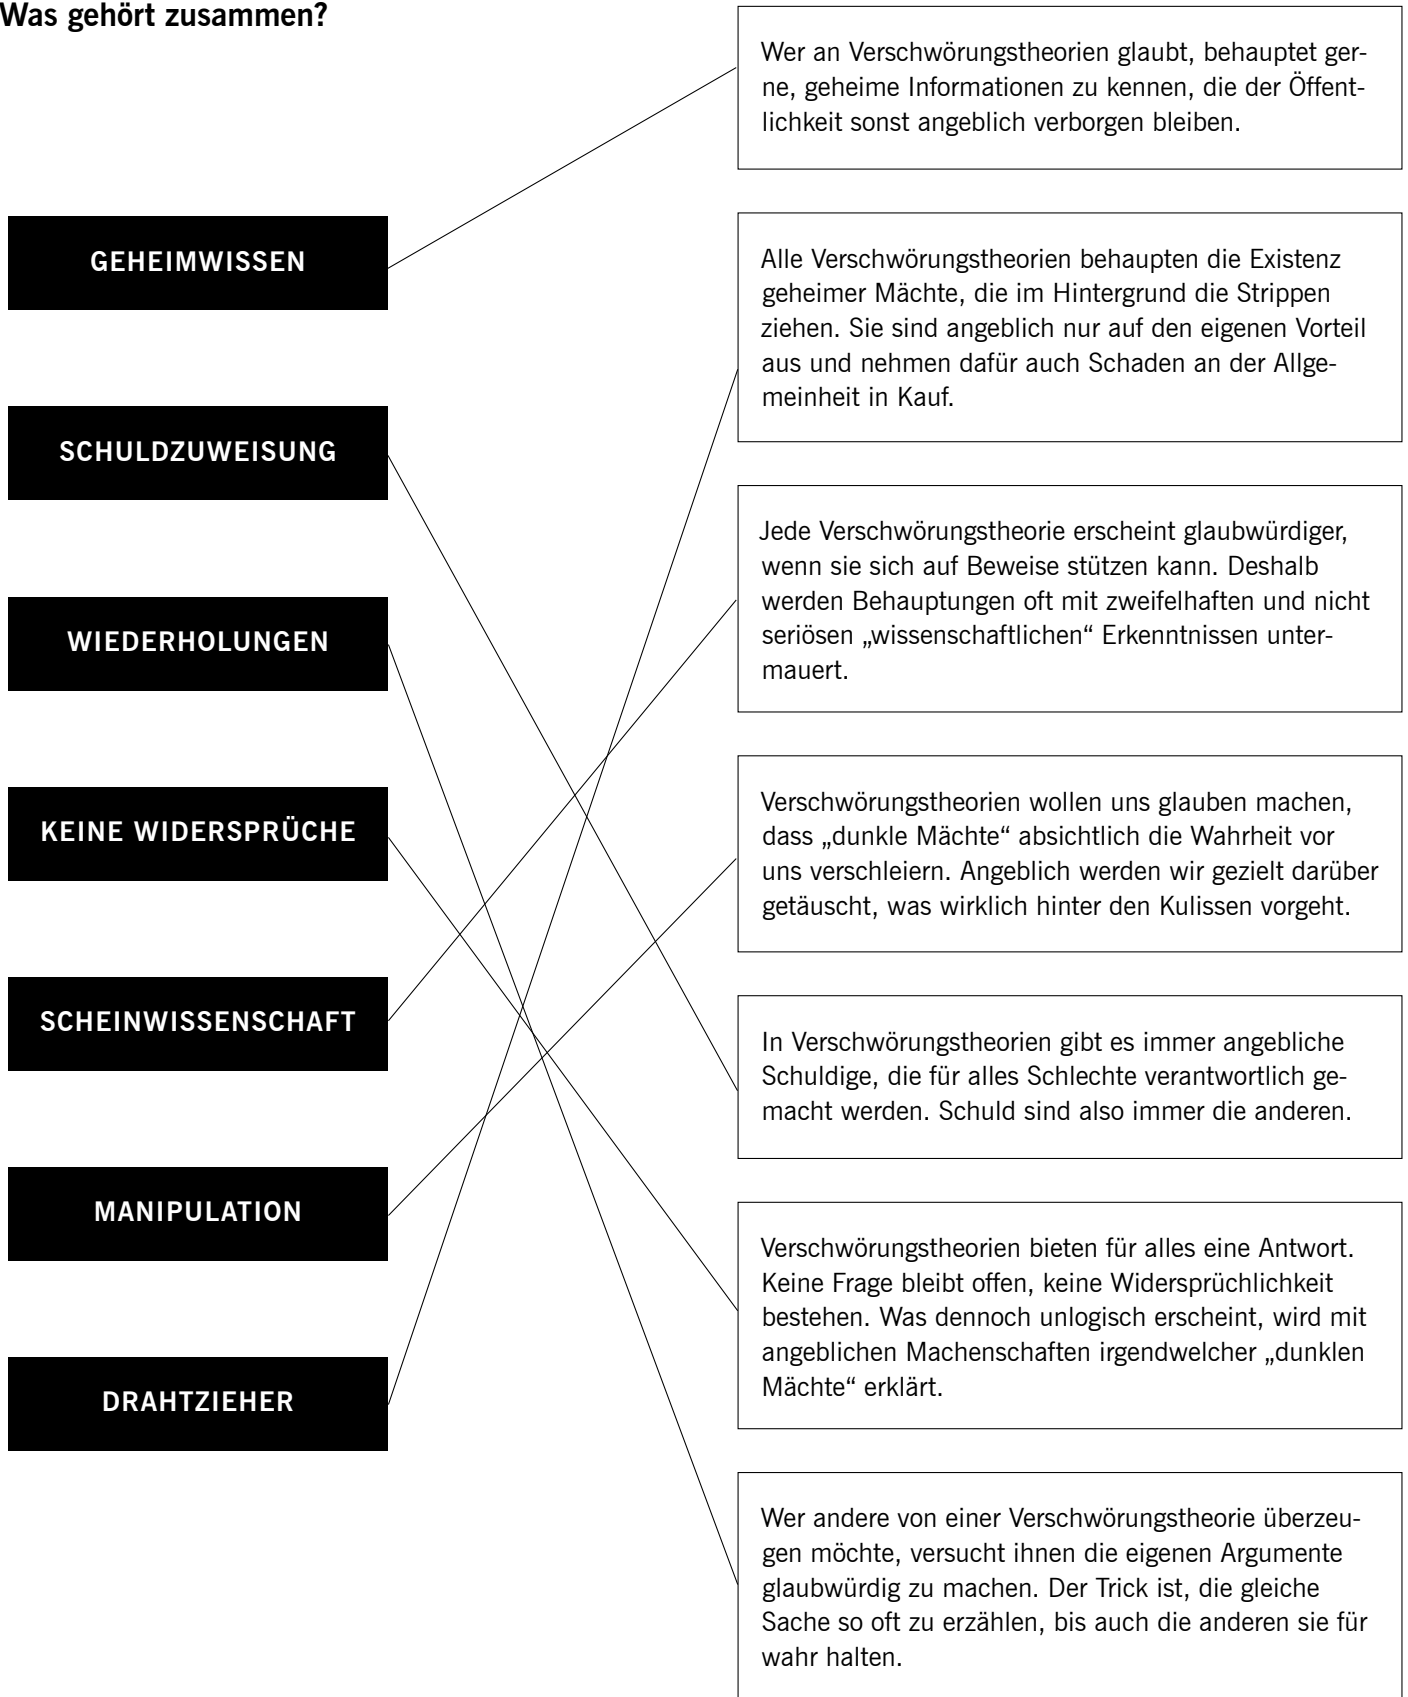 Was gehört zusammen?
Wer an Verschwörungstheorien glaubt, behauptet ger-
ne, geheime Informationen zu kennen, die der Öffent-
lichkeit sonst angeblich verborgen bleiben.
GEHEIMWISSEN
Alle Verschwörungstheorien behaupten die Existenz
geheimer Mächte, die im Hintergrund die Strippen
ziehen. Sie sind angeblich nur auf den eigenen Vorteil
aus und nehmen dafür auch Schaden an der Allge-
meinheit in Kauf.
SCHULDZUWEISUNG
Jede Verschwörungstheorie erscheint glaubwürdiger,
wenn sie sich auf Beweise stützen kann. Deshalb
werden Behauptungen oft mit zweifelhaften und nicht
seriösen „wissenschaftlichen“ Erkenntnissen unter-
mauert.
WIEDERHOLUNGEN
Verschwörungstheorien wollen uns glauben machen,
dass „dunkle Mächte“ absichtlich die Wahrheit vor
uns verschleiern. Angeblich werden wir gezielt darüber
getäuscht, was wirklich hinter den Kulissen vorgeht.
KEINE WIDERSPRÜCHE
SCHEINWISSENSCHAFT
In Verschwörungstheorien gibt es immer angebliche
Schuldige, die für alles Schlechte verantwortlich ge-
macht werden. Schuld sind also immer die anderen.
MANIPULATION
Verschwörungstheorien bieten für alles eine Antwort.
Keine Frage bleibt offen, keine Widersprüchlichkeit
bestehen. Was dennoch unlogisch erscheint, wird mit
angeblichen Machenschaften irgendwelcher „dunklen
Mächte“ erklärt.
DRAHTZIEHER
Wer andere von einer Verschwörungstheorie überzeu-
gen möchte, versucht ihnen die eigenen Argumente
glaubwürdig zu machen. Der Trick ist, die gleiche
Sache so oft zu erzählen, bis auch die anderen sie für
wahr halten.